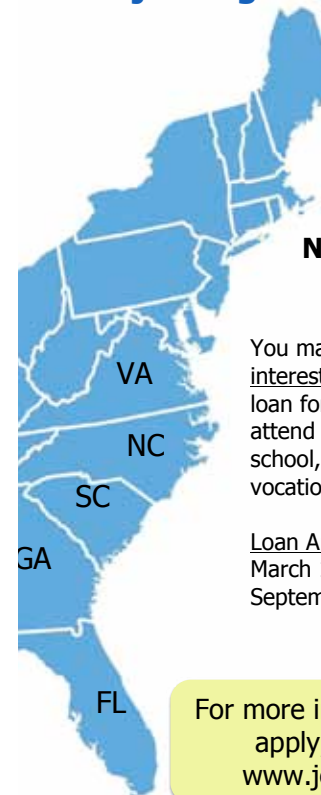 N
VA
NC
SC
GA
FL
You ma
interest
loan fo
attend
school,
vocatio
Loan A
March
Septem
For more i
apply
www.j